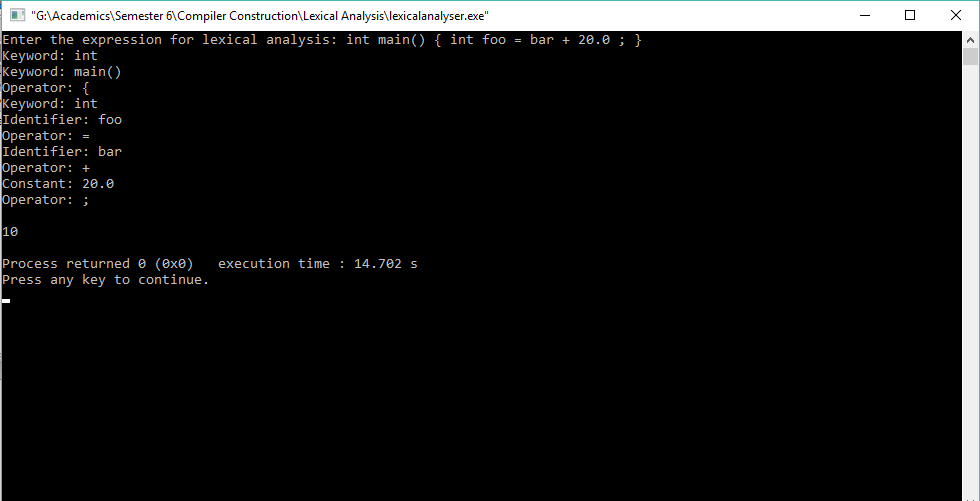 "G:\Academics\Semester 6\Compiler Construction\Lexical Analysis\lexicalanalyser.exe"
Enter the expression for lexical analysis: int main() { int foo = bar + 20.0 ; }
Keyword: int
Keyword: main()
Operator: {
Keyword: int
Identifier: foo
Operator: =
Identifier: bar
Operator: +
Constant: 20.0
Operator: ;
10
Process returned 0 (0x0)   execution time : 14.702 s
Press any key to continue.